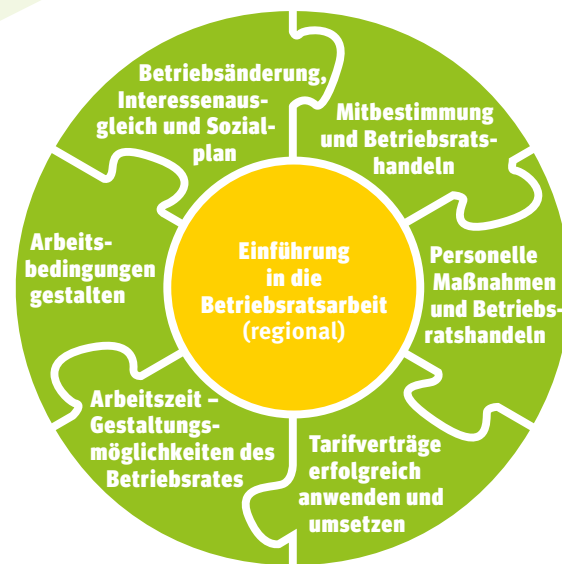 Betriebsänderung,
Interessenaus-
gleich und Sozial-
plan
Mitbestimmung
und Betriebsrats-
handeln
Personelle
Maßnahmen
und Betriebs-
ratshandeln
Tarifverträge
erfolgreich
anwenden und
umsetzen
Arbeitszeit –
Gestaltungs-
möglichkeiten des
Betriebsrates
Arbeits-
bedingungen
gestalten
Einführung
in die
Betriebsratsarbeit
(regional)